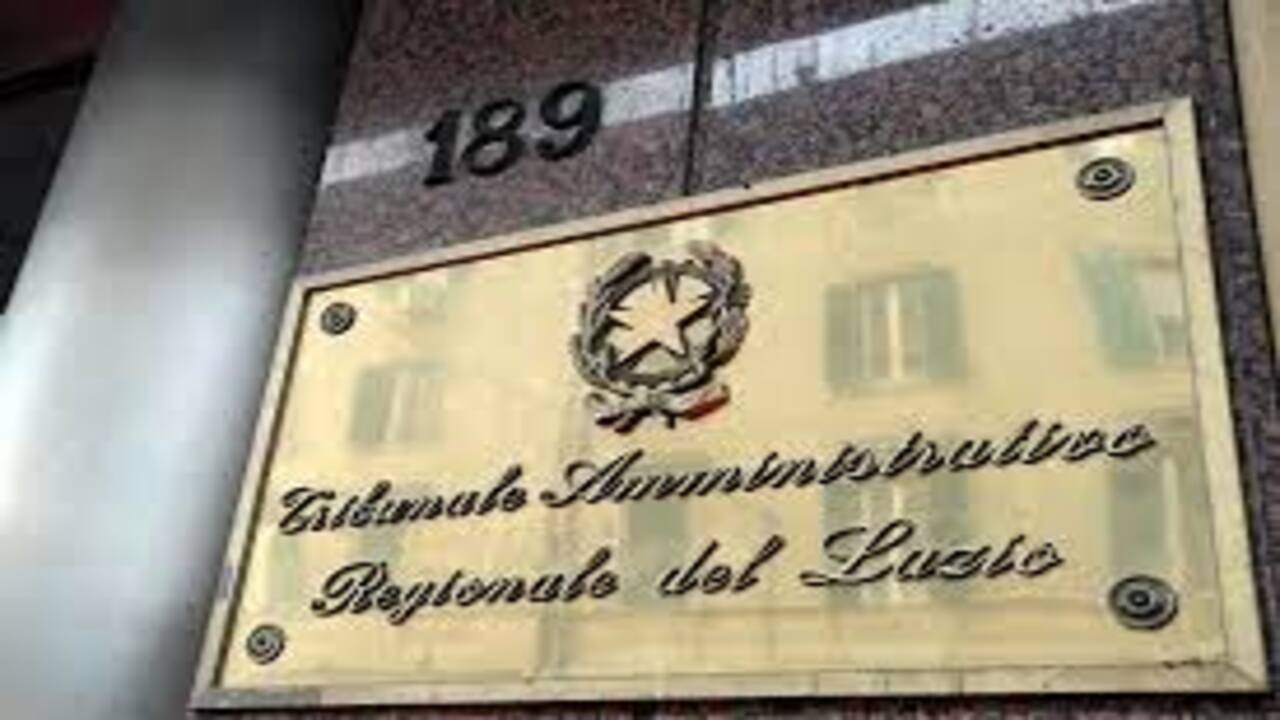 189
Tribunale Amministrativo
Regionale del Lazio